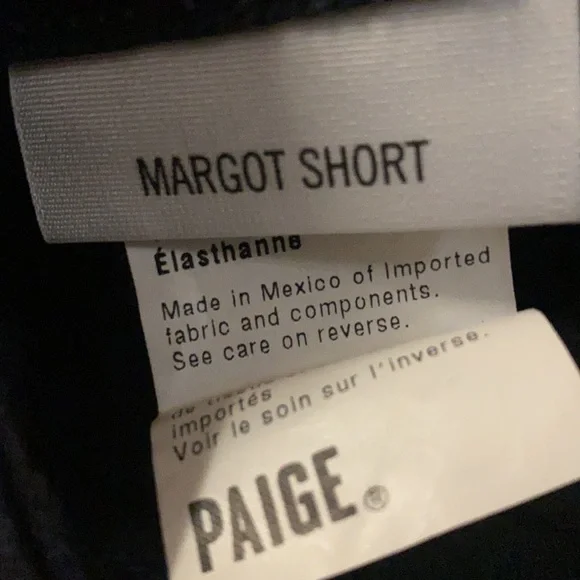 MARGOT SHORT
Élasthanne
Made in Mexico of Imported
fabric and components.
See care on reverse.
importés
Voir le soin sur l'inverse.
PAIGE®